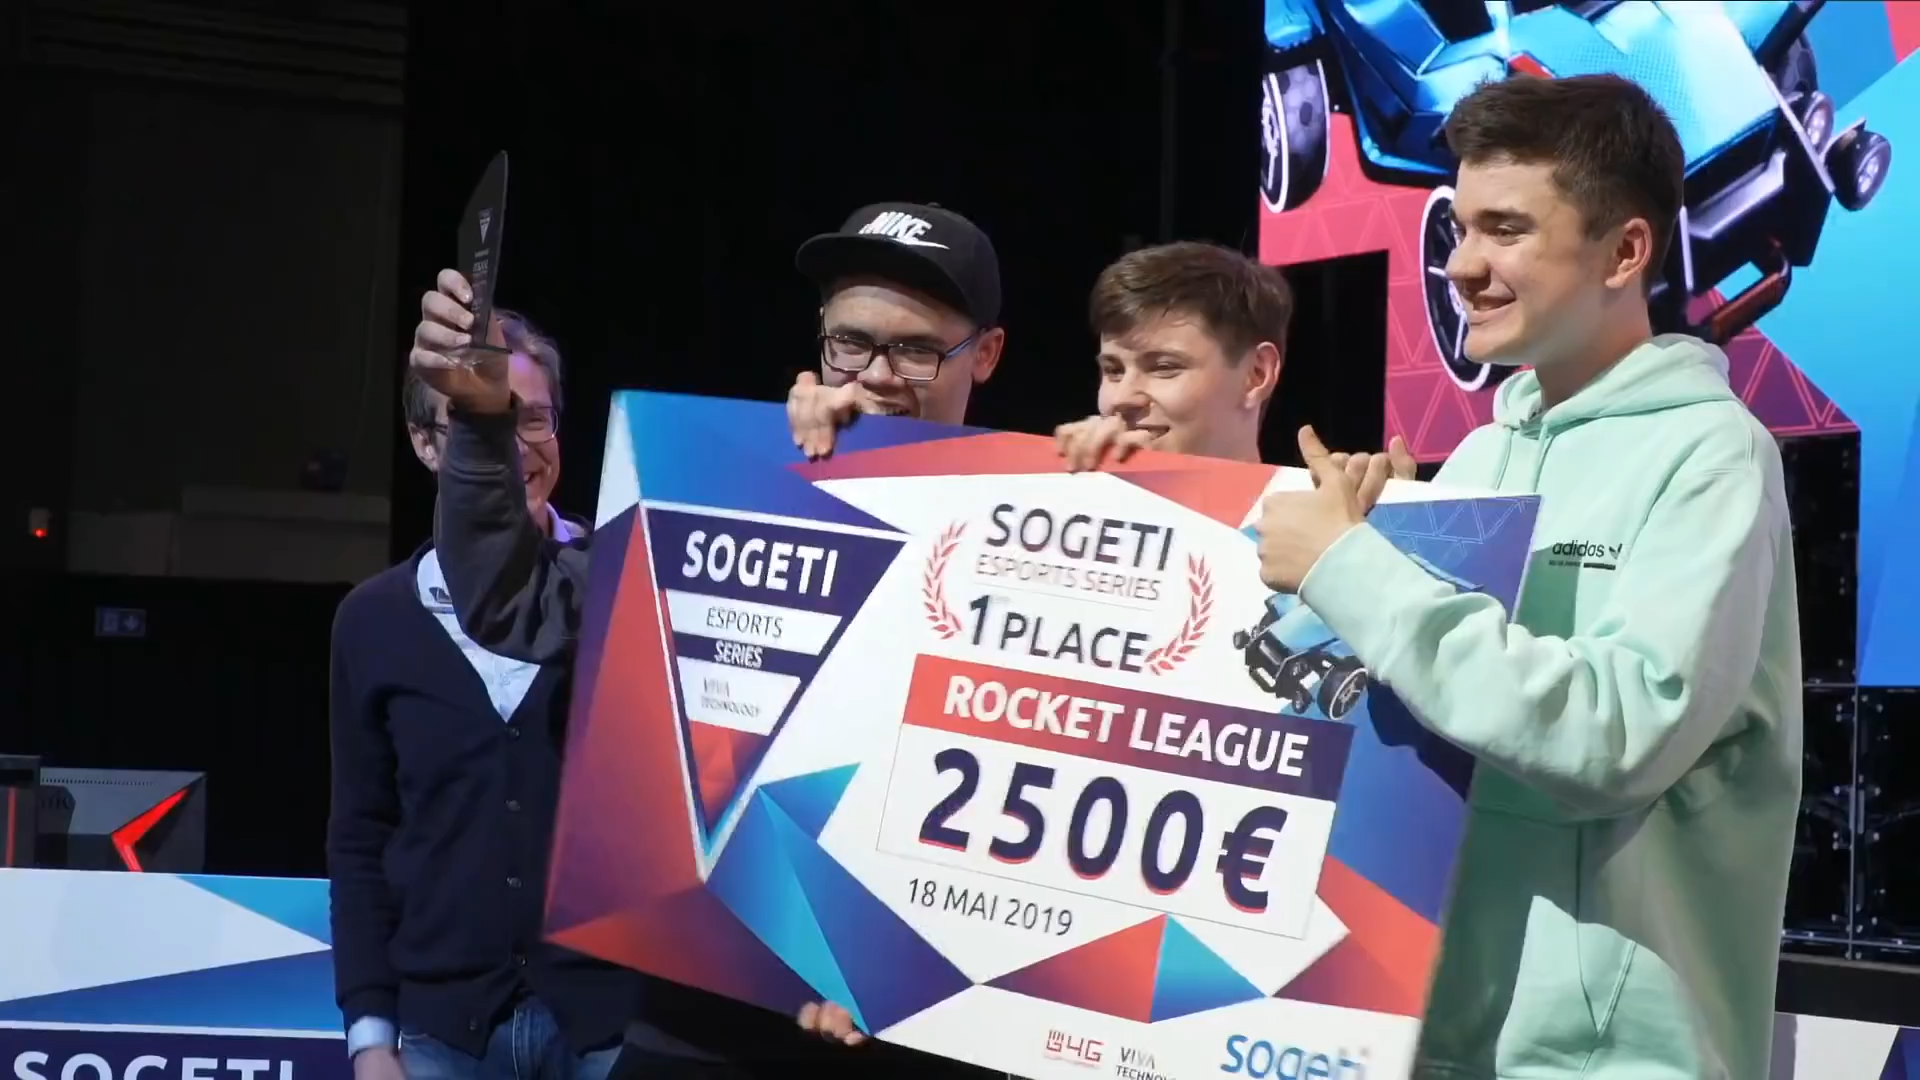 NIKE
SOGETI
ESPORTS
SERIES
VIVA
TECHNOLOGY
SOGETI
ESPORTS SERIES
1 PLACE
ROCKET LEAGUE
2500€
18 MAI 2019
adidas
VIVA
sogeti
SOGETI